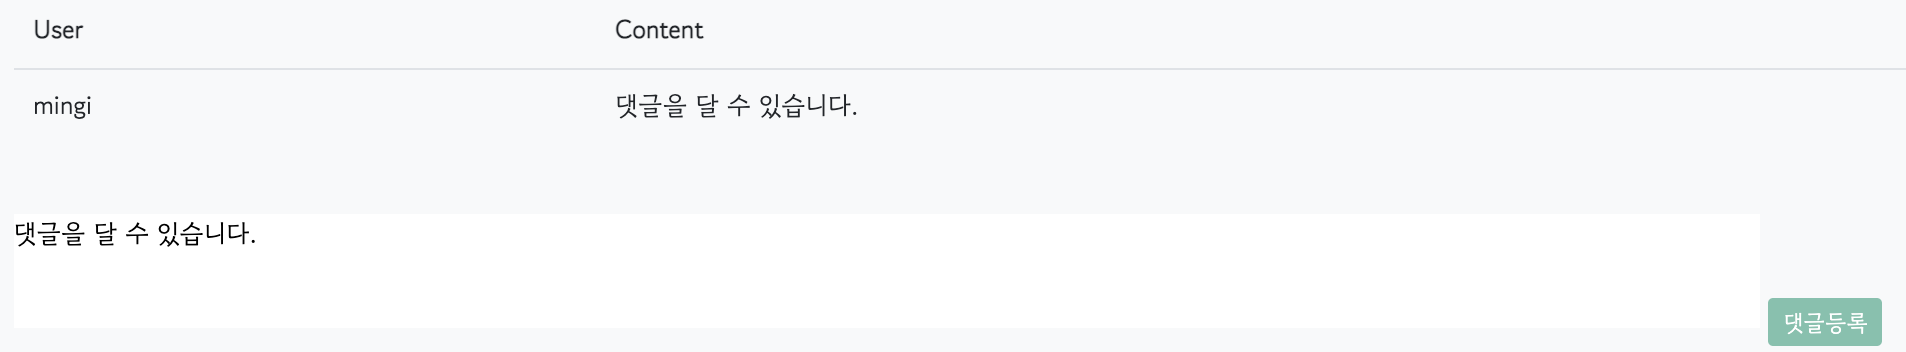 User Content
mingi 댓글을 달 수 있습니다.
댓글을 달 수 있습니다.
댓글등록